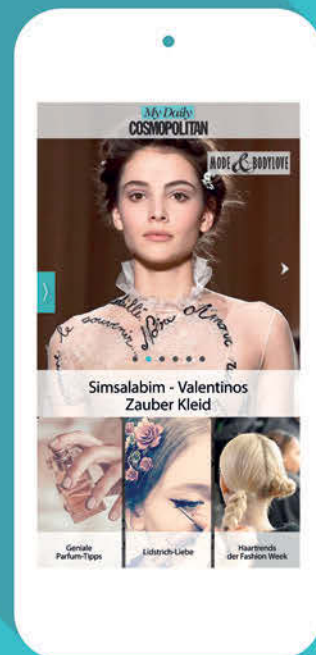 My Daily
COSMOPOLITAN
MODE & BODYLOVE
Simsalabim - Valentinos
Zauber Kleid
Geniale
Parfum-Tipps
Lidstrich-Liebe
Haartrends
der Fashion Week